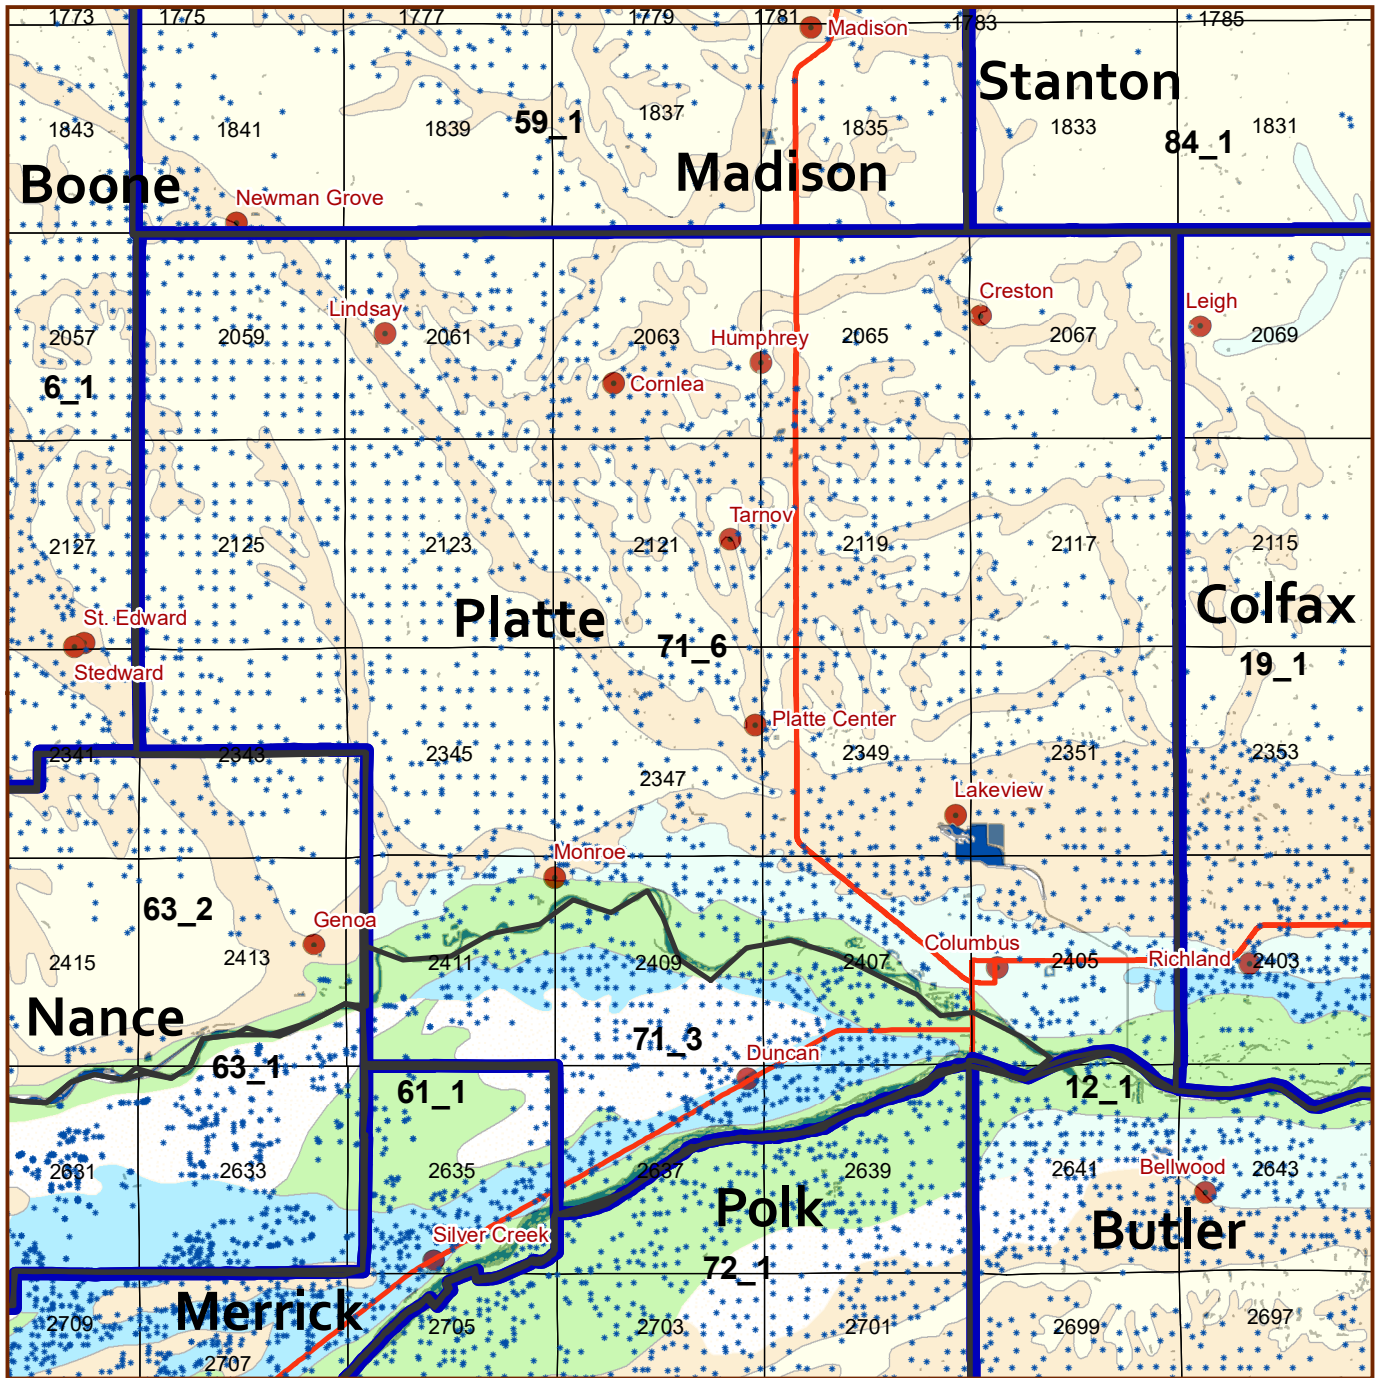 1773 1775 1777 1779 1781 1783 1785
Madison
Stanton
1843 1841 1839 59_1 1837 1835 1833 84_1 1831
Boone
Madison
Newman Grove
Creston
Leigh
Lindsay
2057 2059 2061 2063 Humphrey 2065 2067 2069
6_1
Cornlea
Tarnov
2127 2125 2123 2121 2119 2117 2115
St. Edward
Platte
Colfax
71_6
19_1
Stedward
Platte Center
2341 2343 2345 2347 2349 2351 2353
Lakeview
Monroe
63_2
Genoa
Columbus
Richland
2415 2413 2411 2409 2407 2405 2403
Nance
71_3
63_1
Duncan
61_1
12_1
2631 2633 2635 2637 2639 2641 Bellwood 2643
Polk
Butler
Silver Creek
72_1
Merrick
2709 2707 2705 2703 2701 2699 2697